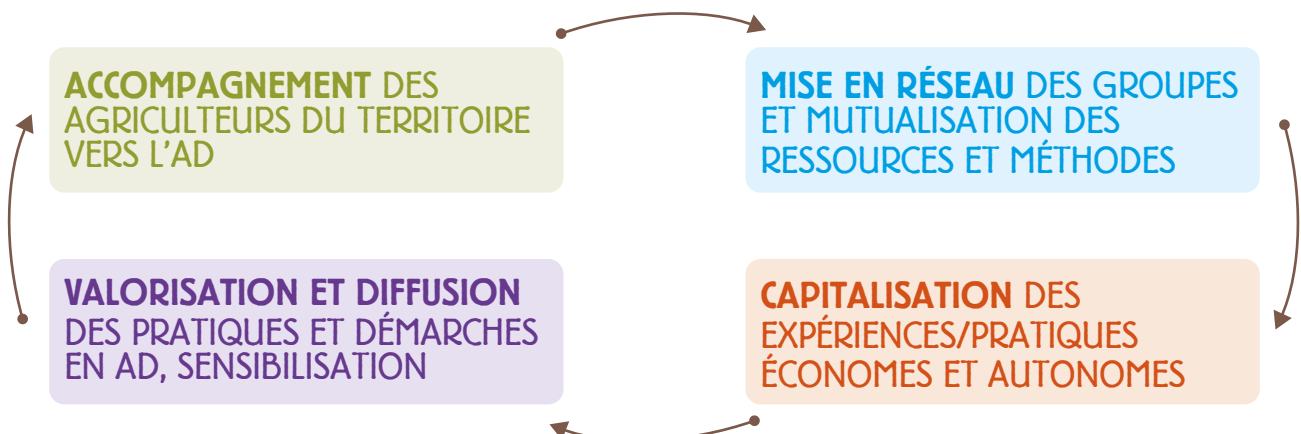 ACCOMPAGNEMENT DES
AGRICULTEURS DU TERRITOIRE
VERS L'AD
MISE EN RÉSEAU DES GROUPES
ET MUTUALISATION DES
RESSOURCES ET MÉTHODES
VALORISATION ET DIFFUSION
DES PRATIQUES ET DÉMARCHES
EN AD, SENSIBILISATION
CAPITALISATION DES
EXPÉRIENCES/PRATIQUES
ÉCONOMES ET AUTONOMES